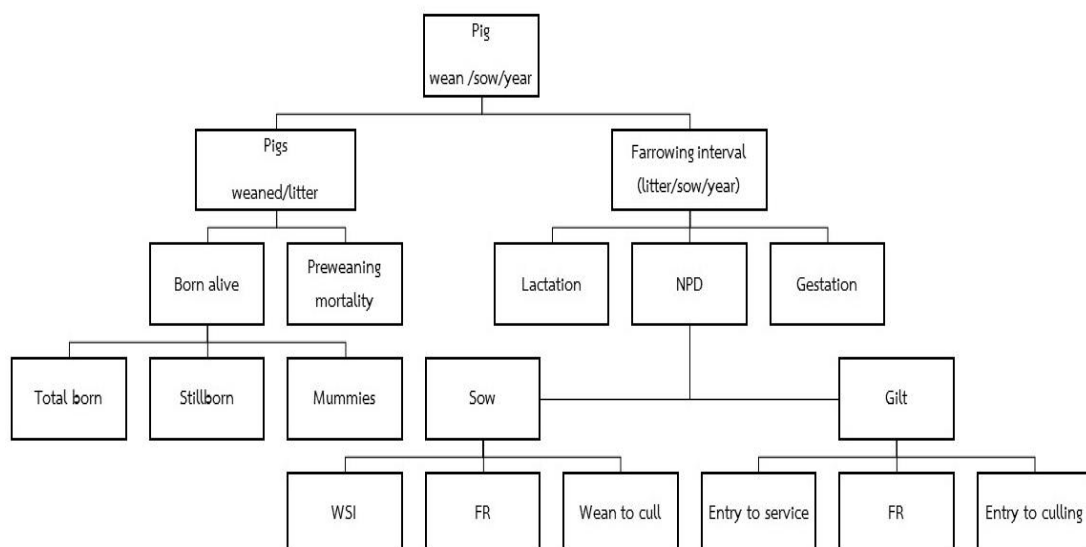 Pig
wean /sow/year
Pigs
weaned/litter
Farrowing interval
(litter/sow/year)
Born alive
Preweaning
mortality
Lactation
NPD
Gestation
Total born
Stillborn
Mummies
Sow
Gilt
WSI
FR
Wean to cull
Entry to service
FR
Entry to culling